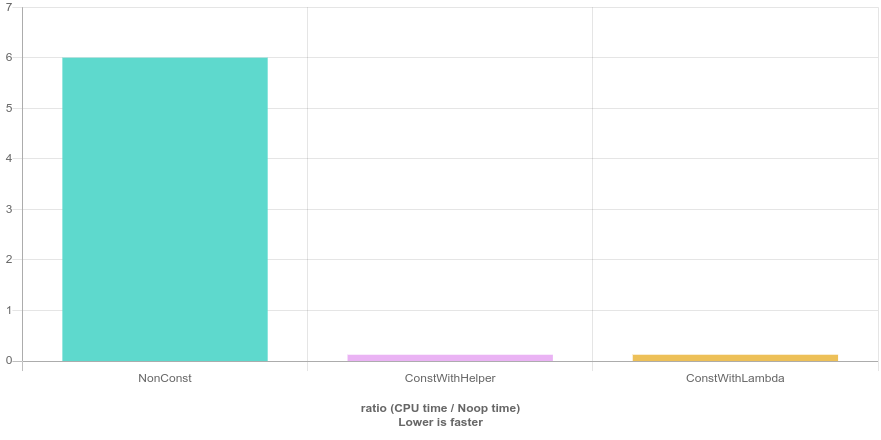 7
6
5
4
3
2
1
0
NonConst ConstWithHelper ConstWithLambda
ratio (CPU time / Noop time)
Lower is faster